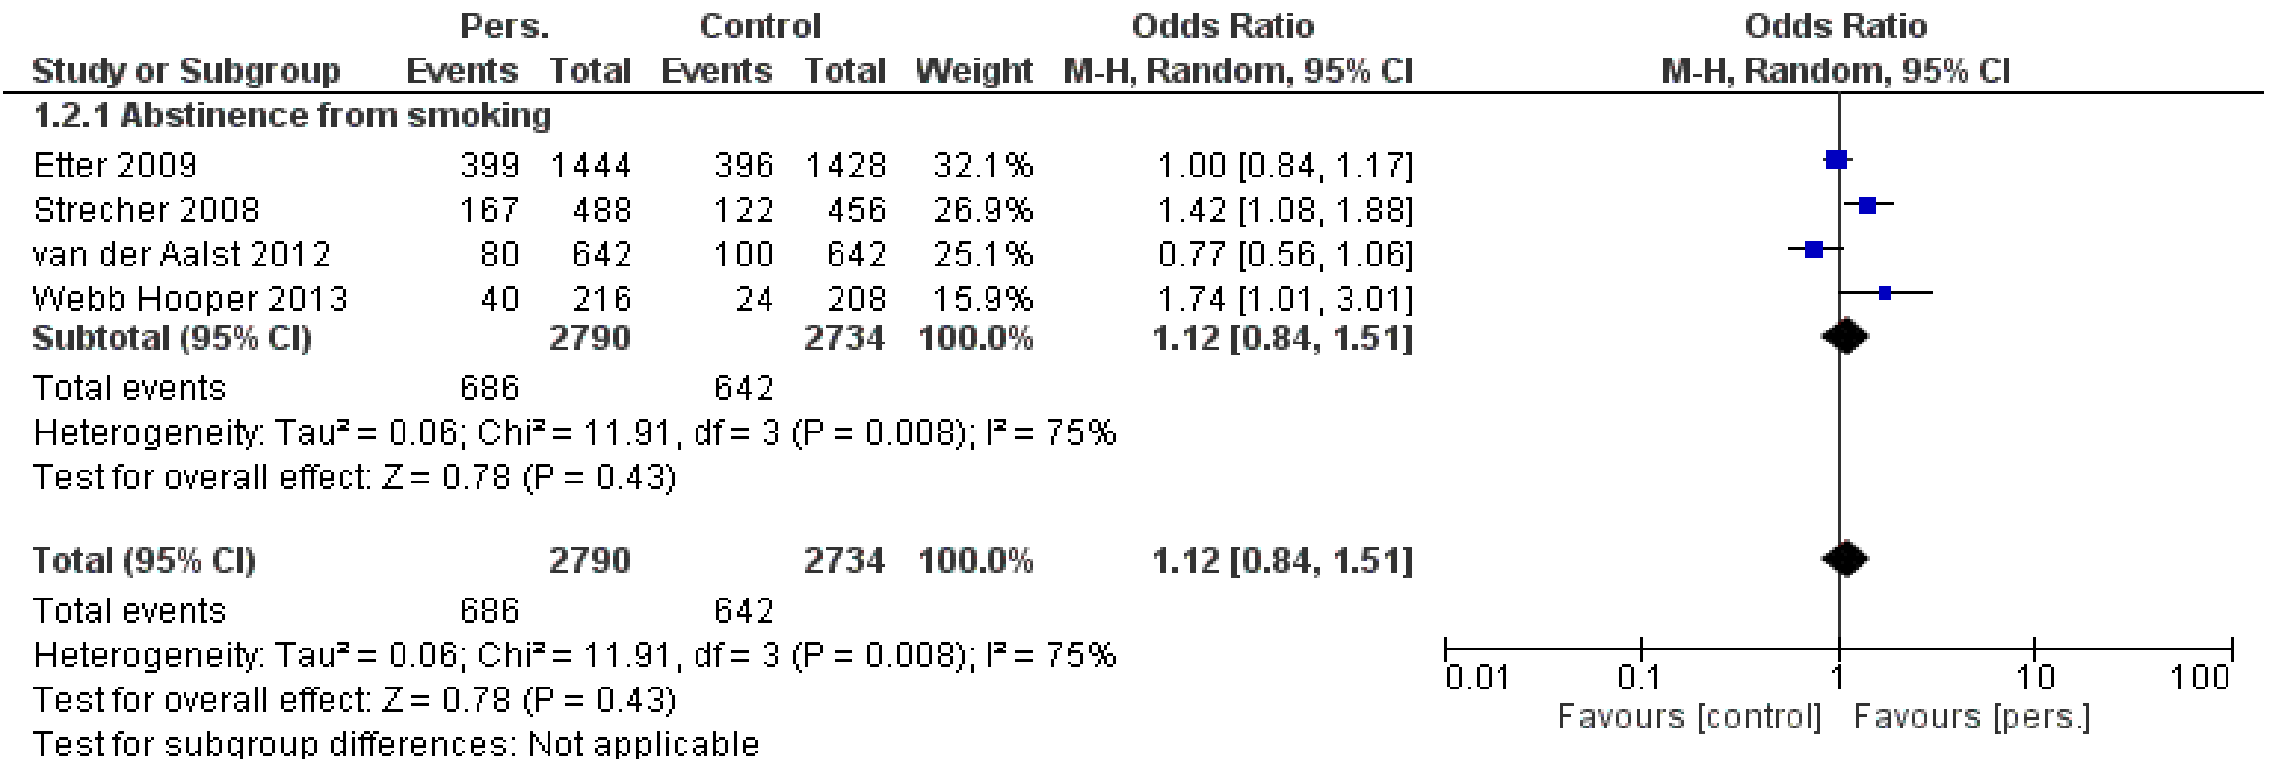 Pers. Control Odds Ratio Odds Ratio
Study or Subgroup Events Total Events Total Weight M-H, Random, 95% CI M-H, Random, 95% CI
1.2.1 Abstinence from smoking
Etter 2009 399 1444 396 1428 32.1% 1.00 [0.84, 1.17]
Strecher 2008 167 488 122 456 26.9% 1.42 [1.08, 1.88]
van der Aalst 2012 80 642 100 642 25.1% 0.77 [0.56, 1.06]
Webb Hooper 2013 40 216 24 208 15.9% 1.74 [1.01, 3.01]
Subtotal (95% CI) 2790 2734 100.0% 1.12 [0.84, 1.51]
Total events 686 642
Heterogeneity: Tau² = 0.06; Chi² = 11.91, df = 3 (P = 0.008); I² = 75%
Test for overall effect: Z = 0.78 (P = 0.43)
Total (95% CI) 2790 2734 100.0% 1.12 [0.84, 1.51]
Total events 686 642
Heterogeneity: Tau² = 0.06; Chi² = 11.91, df = 3 (P = 0.008); I² = 75%
Test for overall effect: Z = 0.78 (P = 0.43)
Test for subgroup differences: Not applicable
0.01 0.1 1 10 100
Favours [control] Favours [pers.]